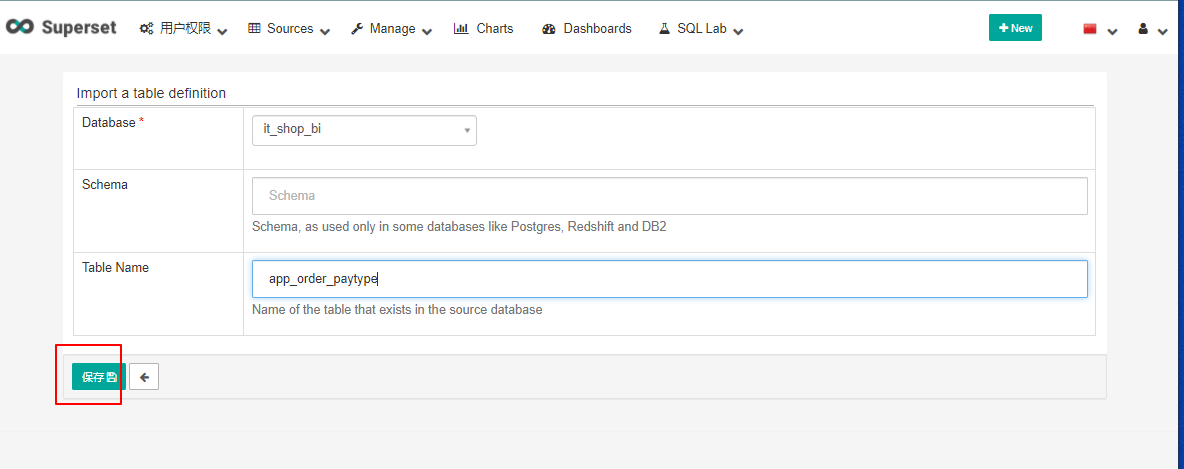 Superset 用户权限 Sources Manage Charts Dashboards SQL Lab New
Import a table definition
Database * it_shop_bi
Schema Schema
Schema, as used only in some databases like Postgres, Redshift and DB2
Table Name app_order_paytype
Name of the table that exists in the source database
保存